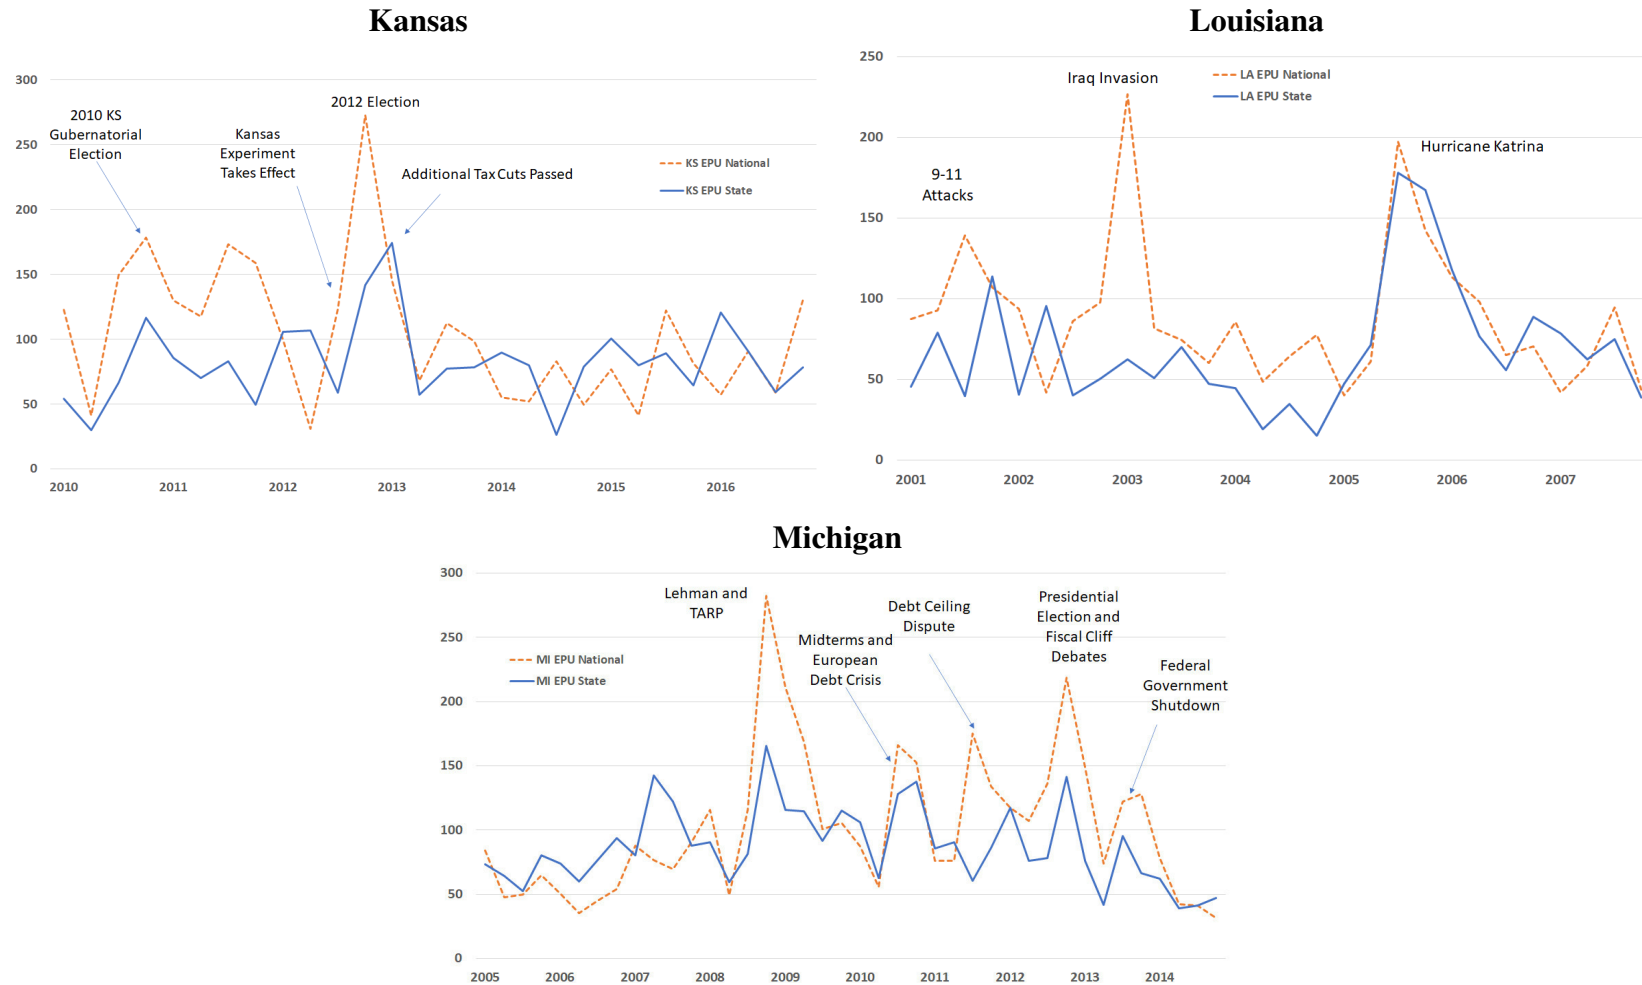 Kansas
300
250
200
150
100
50
0
2010
2011
2012
2013
2014
2015
2016
2010 KS
Gubernatorial
Election
Kansas
Experiment
Takes Effect
2012 Election
Additional Tax Cuts Passed
KS EPU National
KS EPU State
Louisiana
250
200
150
100
50
0
2001
2002
2003
2004
2005
2006
2007
9-11
Attacks
Iraq Invasion
LA EPU National
LA EPU State
Hurricane Katrina
Michigan
300
250
200
150
100
50
0
2005
2006
2007
2008
2009
2010
2011
2012
2013
2014
MI EPU National
MI EPU State
Lehman and
TARP
Midterms and
European
Debt Crisis
Debt Ceiling
Dispute
Presidential
Election and
Fiscal Cliff
Debates
Federal
Government
Shutdown